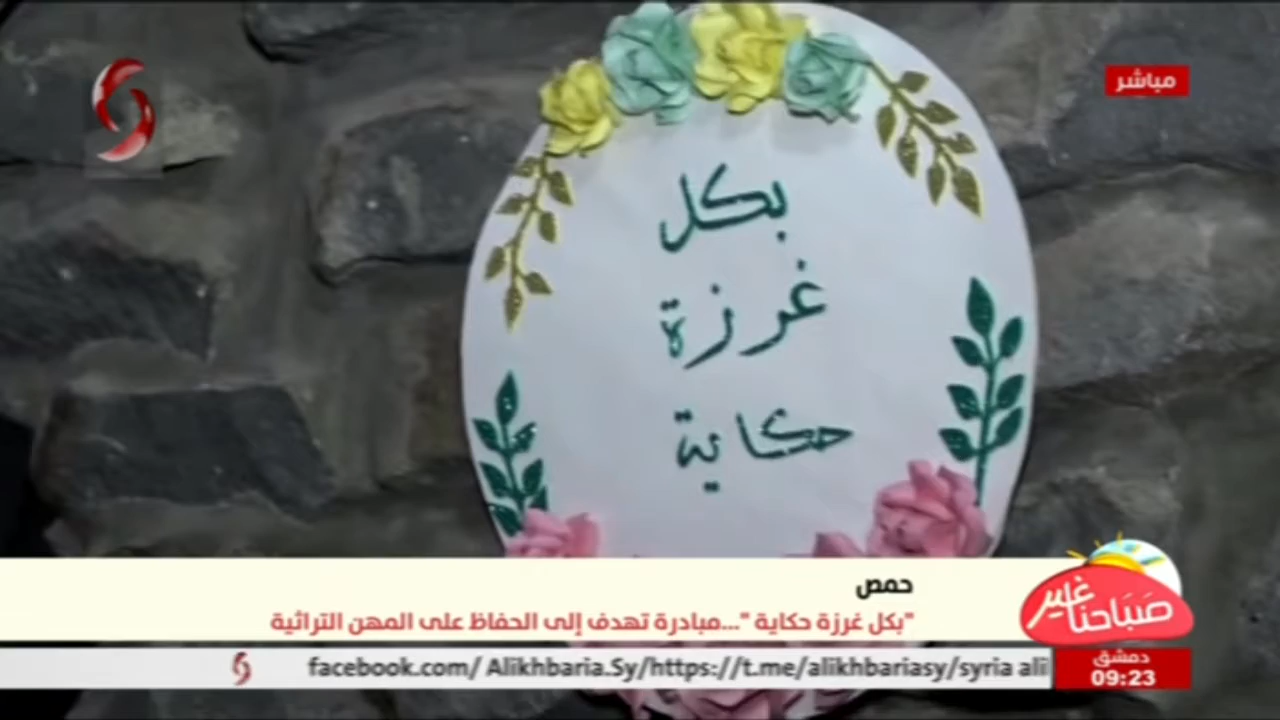 مباشر
بكل
غرزة
حكاية
حمص
"بكل غرزة حكاية "...مبادرة تهدف إلى الحفاظ على المهن التراثية
صباحنا غير
facebook.com/ Alikhbaria.Sy/https://t.me/alikhbariasy/syria ali
دمشق
09:23